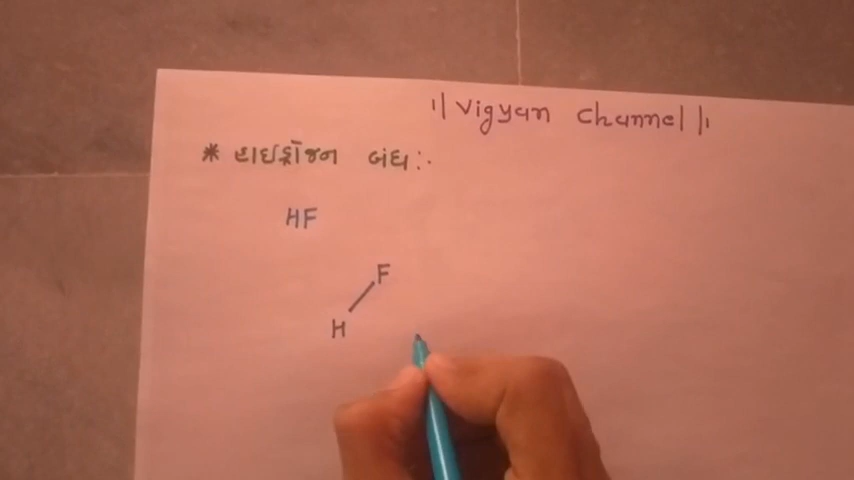 || Vigyan Channel ||
* હાઇડ્રોજન બંધ :-
HF
F
H